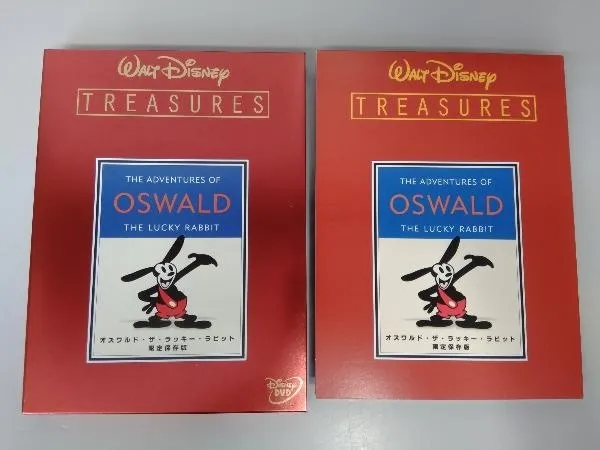 WALT DISNEY
TREASURES
THE ADVENTURES OF
OSWALD
THE LUCKY RABBIT
オズワルド・ザ・ラッキー・ラビット
限定保存版
DISNEY
DVD
WALT DISNEY
TREASURES
THE ADVENTURES OF
OSWALD
THE LUCKY RABBIT
オズワルド・ザ・ラッキー・ラビット
限定保存版